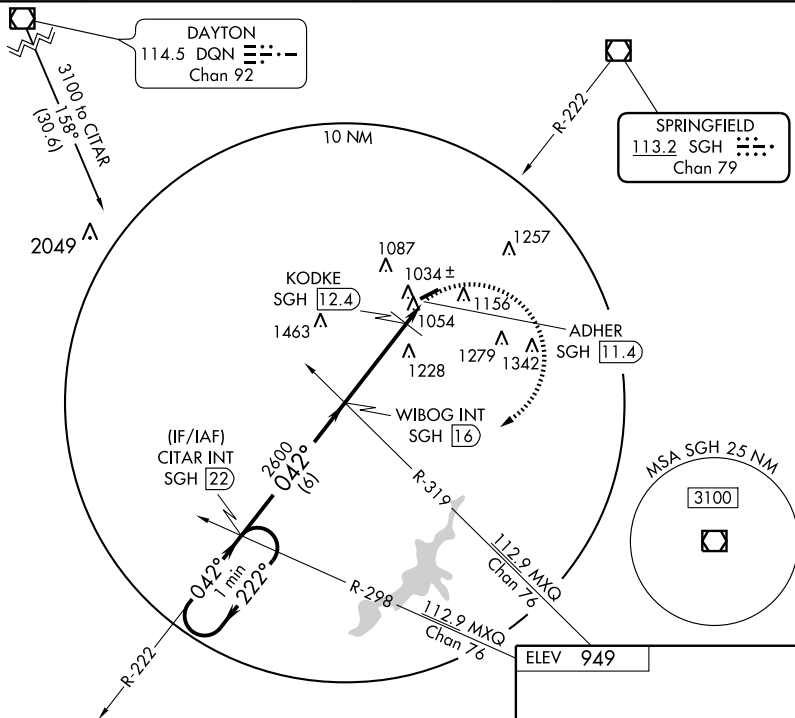 DAYTON
114.5 DQN
Chan 92
3100 to CITAR
158°
(30.6)
R-222
SPRINGFIELD
113.2 SGH
Chan 79
10 NM
2049
1087
1257
KODKE
SGH 12.4
1034 ±
1156
1463
1054
ADHER
SGH 11.4
1279
1342
1228
WIBOG INT
SGH 16
(IF/IAF)
CITAR INT
SGH 22
2600
042°
(6)
MSA SGH 25 NM
3100
R-319
112.9 MXQ
Chan 76
042°
1 min
222°
R-298
112.9 MXQ
Chan 76
R-222
ELEV 949